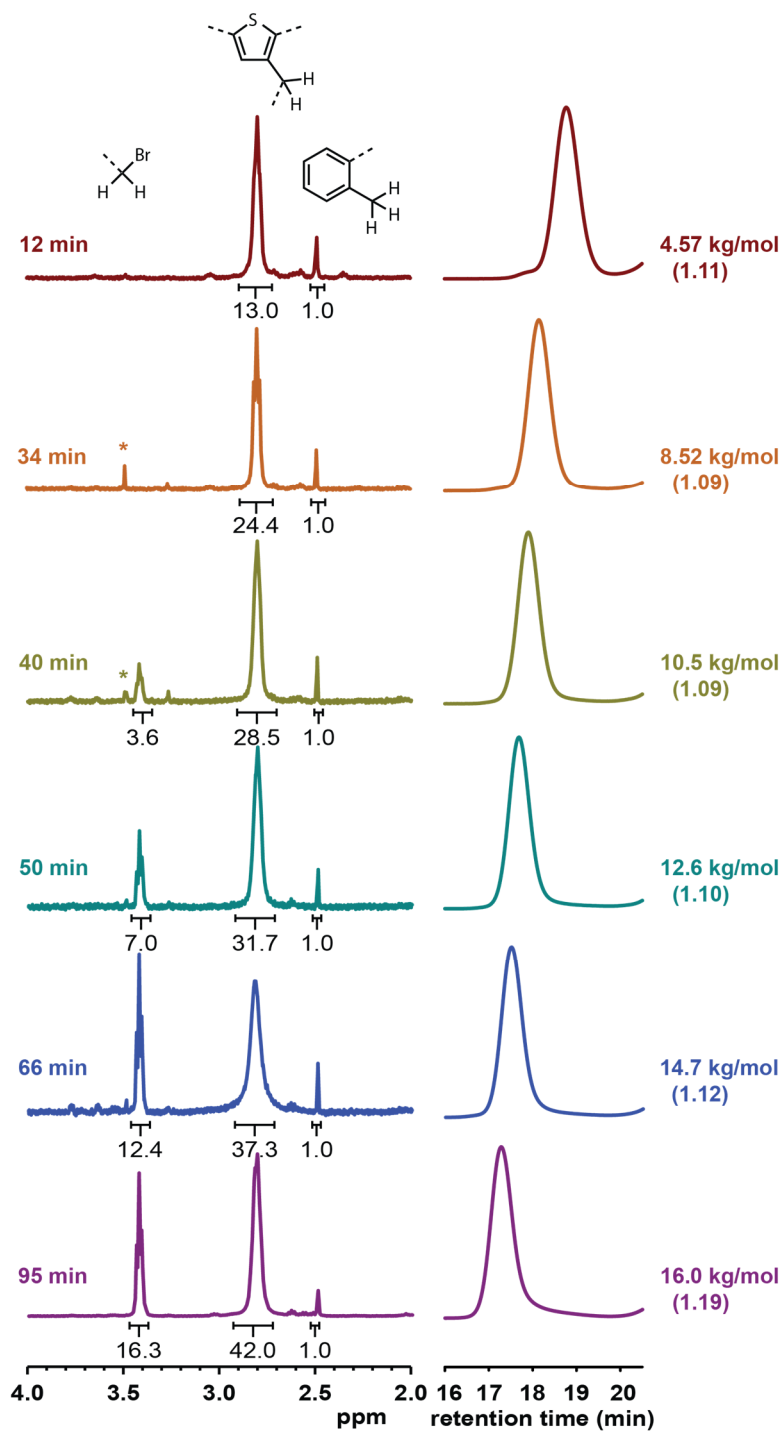 S
H
H
Br
H
H
H
H
H
12 min
13.0
1.0
4.57 kg/mol
(1.11)
34 min
*
24.4
1.0
8.52 kg/mol
(1.09)
40 min
*
3.6
28.5
1.0
10.5 kg/mol
(1.09)
50 min
7.0
31.7
1.0
12.6 kg/mol
(1.10)
66 min
12.4
37.3
1.0
14.7 kg/mol
(1.12)
95 min
16.3
42.0
1.0
16.0 kg/mol
(1.19)
4.0 3.5 3.0 2.5 2.0
ppm
16 17 18 19 20
retention time (min)